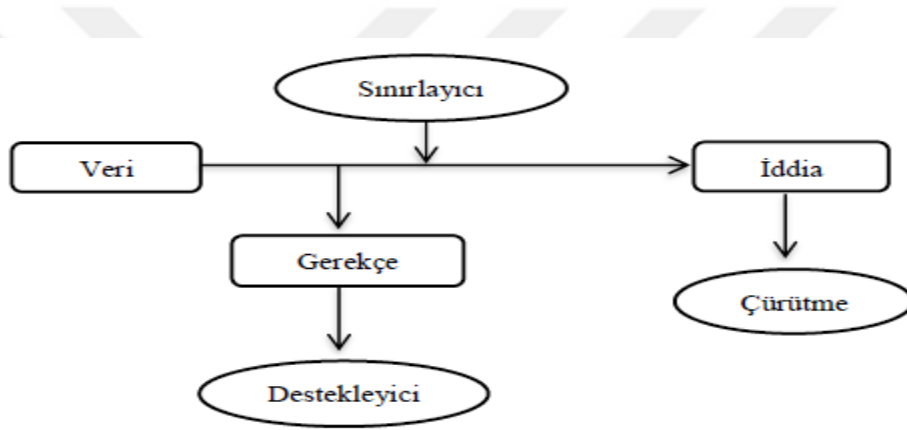 Sınırlayıcı
Veri
İddia
Gerekçe
Çürütme
Destekleyici